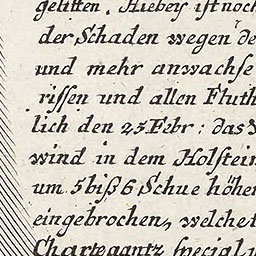 gelitten. Hiebeÿ ist noch
der Schaden wegen de
und mehr anwachse
rissen und allen Fluth
lich den 25 Febr: das
wind in dem Holstein
um 5 biß 6 Schue höher
eingebrochen, welche
Charte gantz special